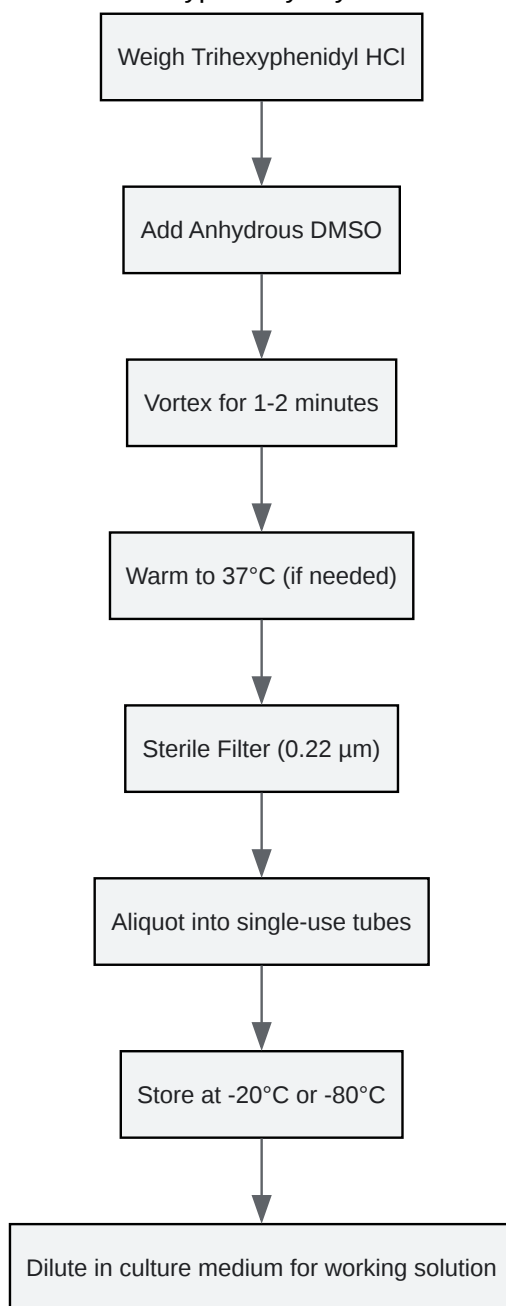 Weigh Trihexyphenidyl HCl
Add Anhydrous DMSO
Vortex for 1-2 minutes
Warm to 37°C (if needed)
Sterile Filter (0.22 µm)
Aliquot into single-use tubes
Store at -20°C or -80°C
Dilute in culture medium for working solution